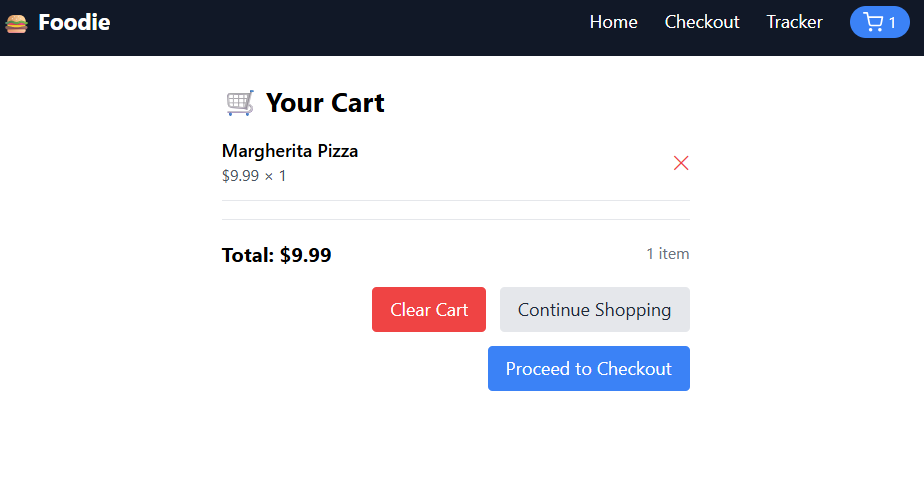 🍔 Foodie Home Checkout Tracker 1
🛒 Your Cart
Margherita Pizza
$9.99 × 1
Total: $9.99 1 item
Clear Cart Continue Shopping
Proceed to Checkout